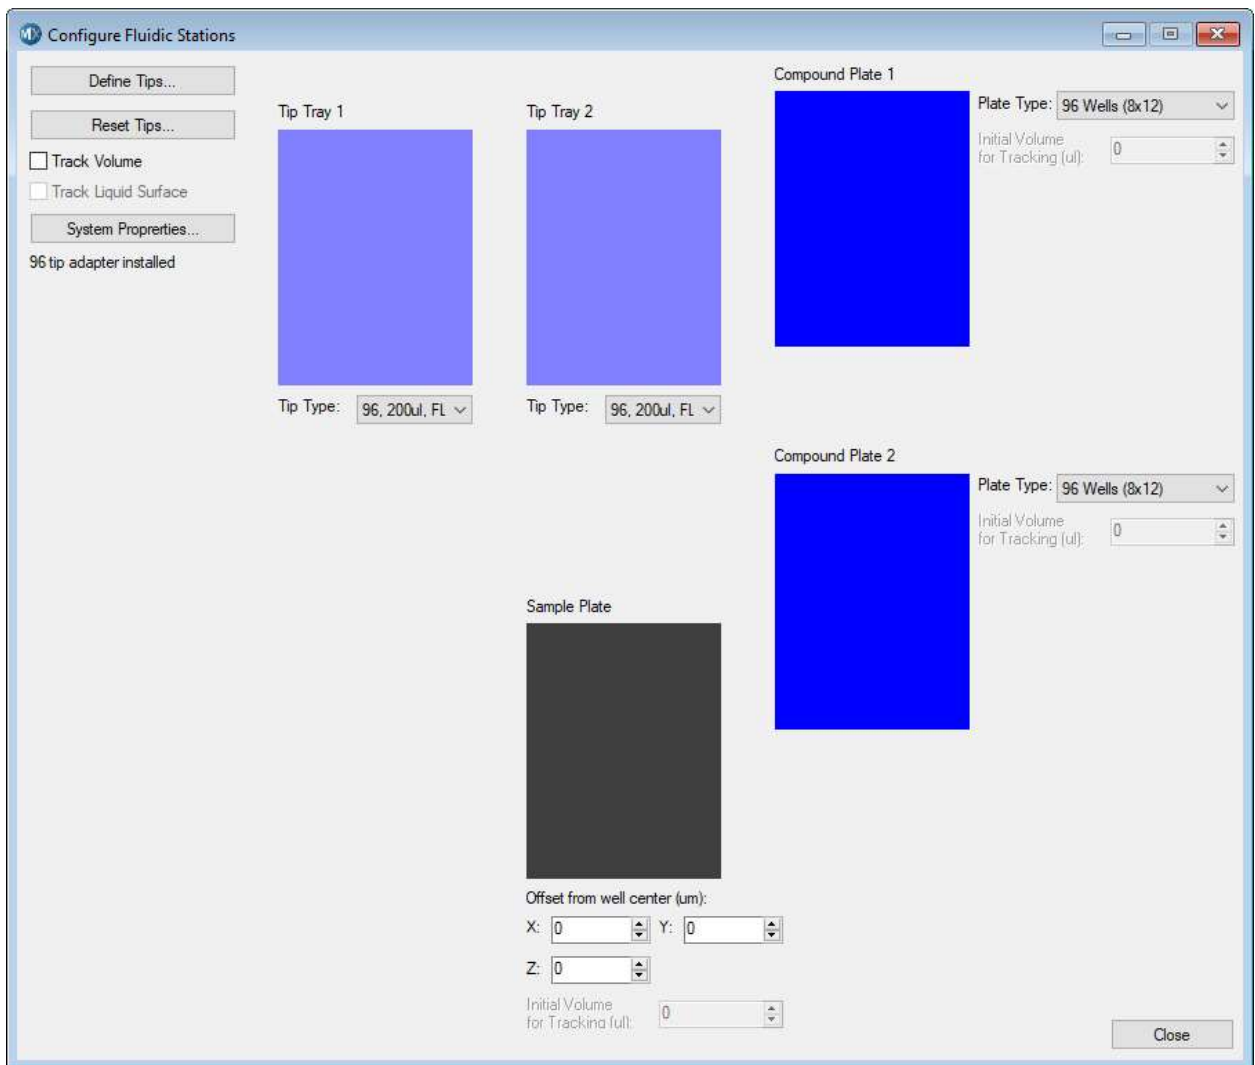 MX Configure Fluidic Stations
Define Tips...
Reset Tips...
Track Volume
Track Liquid Surface
System Proprerties...
96 tip adapter installed
Tip Tray 1
Tip Type: 96, 200ul, FL
Tip Tray 2
Tip Type: 96, 200ul, FL
Compound Plate 1
Plate Type: 96 Wells (8x12)
Initial Volume
for Tracking (ul): 0
Compound Plate 2
Plate Type: 96 Wells (8x12)
Initial Volume
for Tracking (ul): 0
Sample Plate
Offset from well center (um):
X: 0 Y: 0
Z: 0
Initial Volume
for Tracking (ul): 0
Close